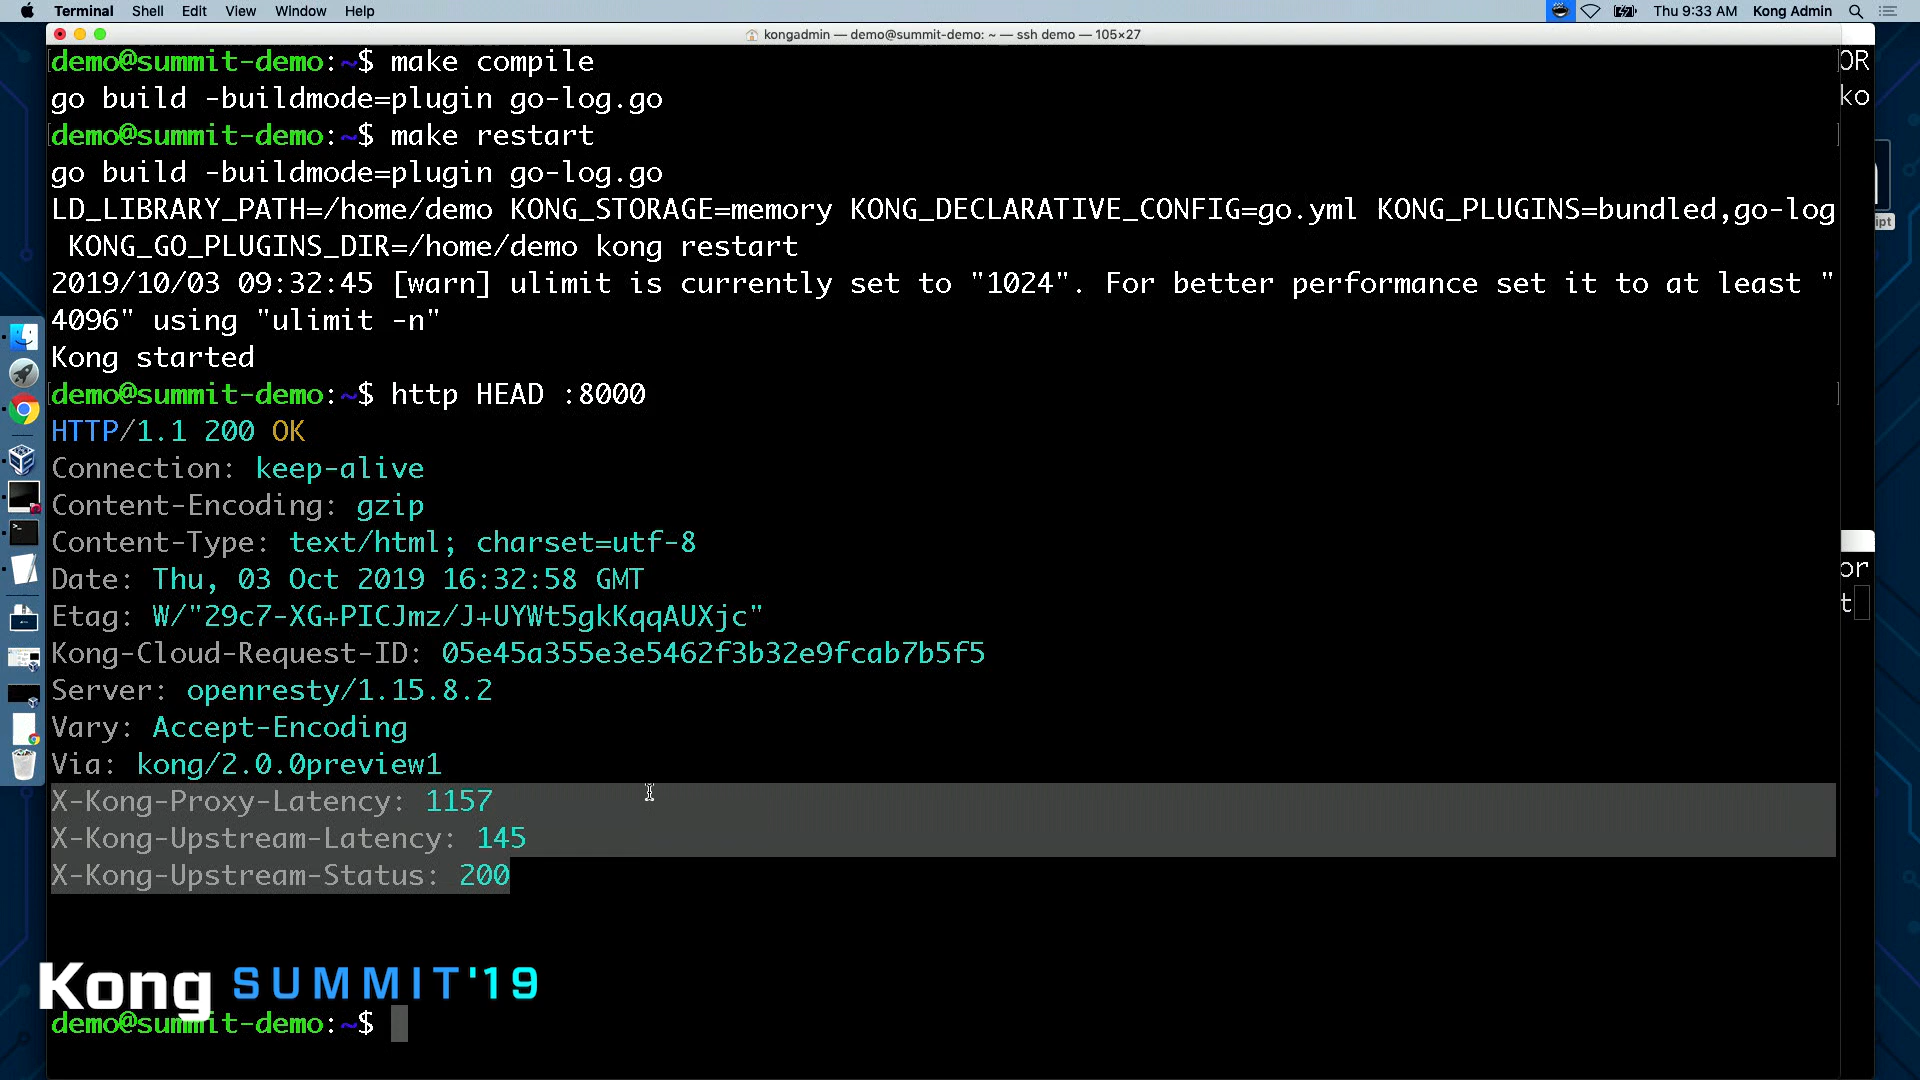 Terminal Shell Edit View Window Help Thu 9:33 AM Kong Admin
kongadmin — demo@summit-demo: ~ — ssh demo — 105×27
demo@summit-demo:~$ make compile
go build -buildmode=plugin go-log.go
demo@summit-demo:~$ make restart
go build -buildmode=plugin go-log.go
LD_LIBRARY_PATH=/home/demo KONG_STORAGE=memory KONG_DECLARATIVE_CONFIG=go.yml KONG_PLUGINS=bundled,go-log
KONG_GO_PLUGINS_DIR=/home/demo kong restart
2019/10/03 09:32:45 [warn] ulimit is currently set to "1024". For better performance set it to at least "
4096" using "ulimit -n"
Kong started
demo@summit-demo:~$ http HEAD :8000
HTTP/1.1 200 OK
Connection: keep-alive
Content-Encoding: gzip
Content-Type: text/html; charset=utf-8
Date: Thu, 03 Oct 2019 16:32:58 GMT
Etag: W/"29c7-XG+PICJmz/J+UYWt5gkKqqAUXjc"
Kong-Cloud-Request-ID: 05e45a355e3e5462f3b32e9fcab7b5f5
Server: openresty/1.15.8.2
Vary: Accept-Encoding
Via: kong/2.0.0preview1
X-Kong-Proxy-Latency: 1157
X-Kong-Upstream-Latency: 145
X-Kong-Upstream-Status: 200
Kong SUMMIT'19
demo@summit-demo:~$
OR
ko
ipt
or
t